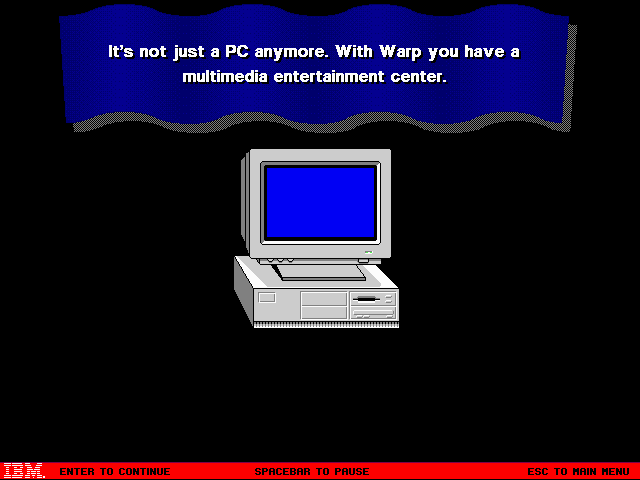 It's not just a PC anymore. With Warp you have a
multimedia entertainment center.
IBM. ENTER TO CONTINUE SPACEBAR TO PAUSE ESC TO MAIN MENU